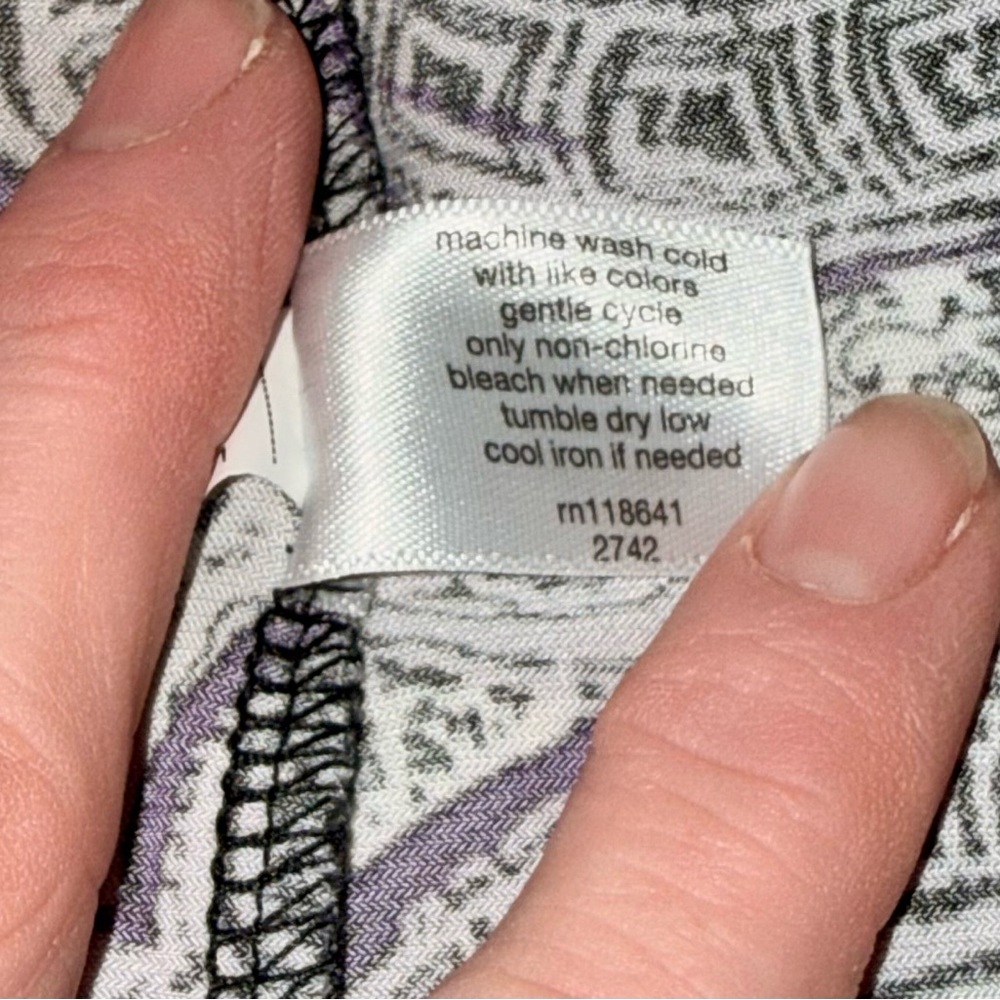 machine wash cold
with like colors
gentle cycle
only non-chlorine
bleach when needed
tumble dry low
cool iron if needed
rn118641
2742